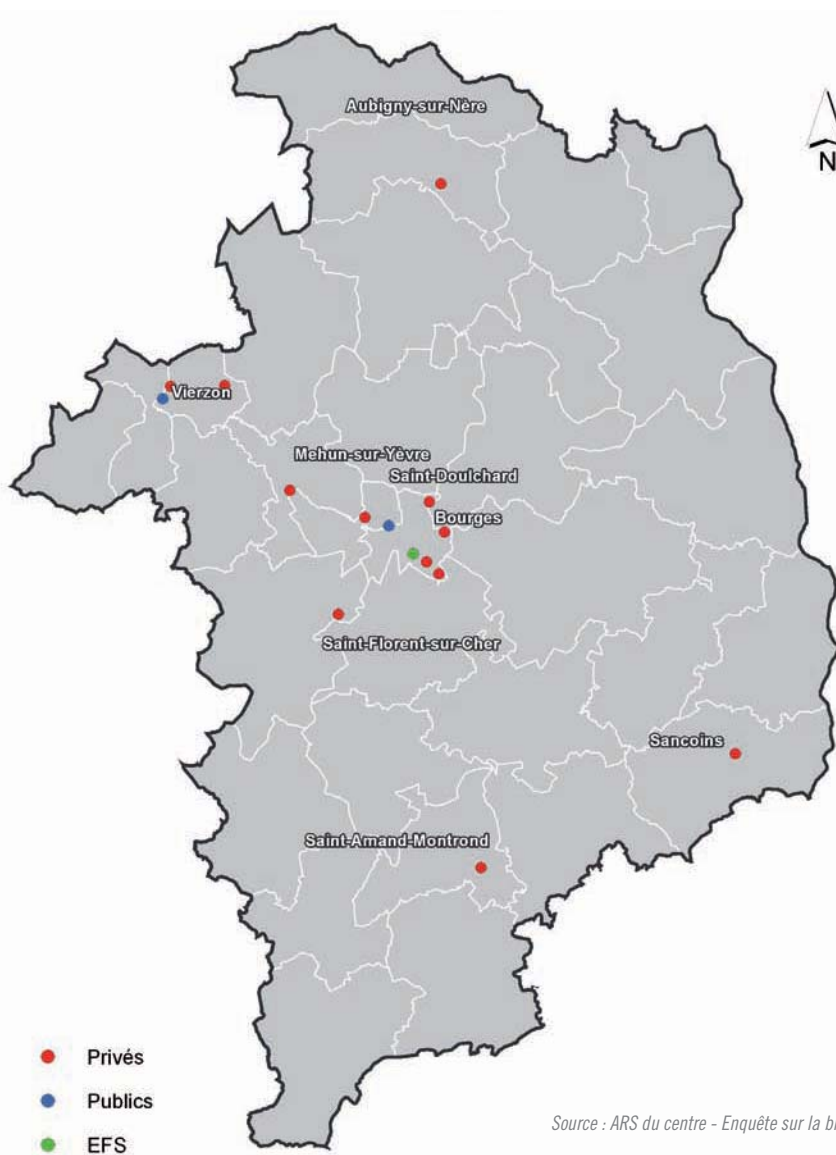 Aubigny-sur-Nère
N
Vierzon
Mehun-sur-Yèvre
Saint-Doulchard
Bourges
Saint-Florent-sur-Cher
Sancoins
Saint-Amand-Montrond
Privés
Publics
EFS
Source : ARS du centre - Enquête sur la